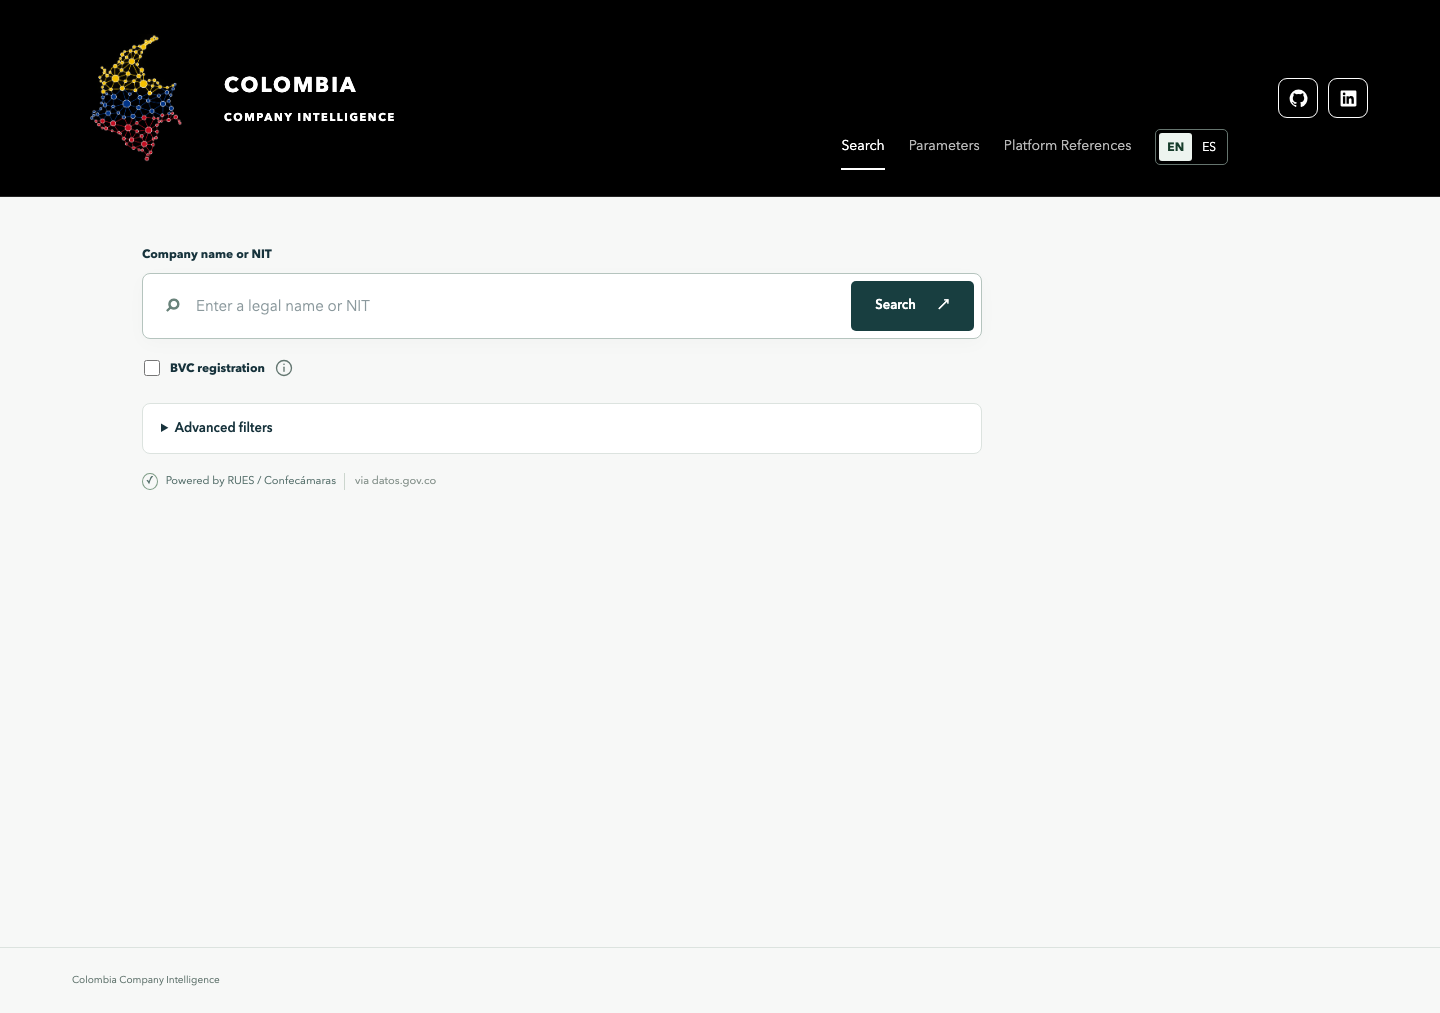 COLOMBIA
COMPANY INTELLIGENCE
Search
Parameters
Platform References
EN
ES
Company name or NIT
Enter a legal name or NIT
Search ↗
BVC registration
Advanced filters
Powered by RUES / Confecámaras
via datos.gov.co
Colombia Company Intelligence